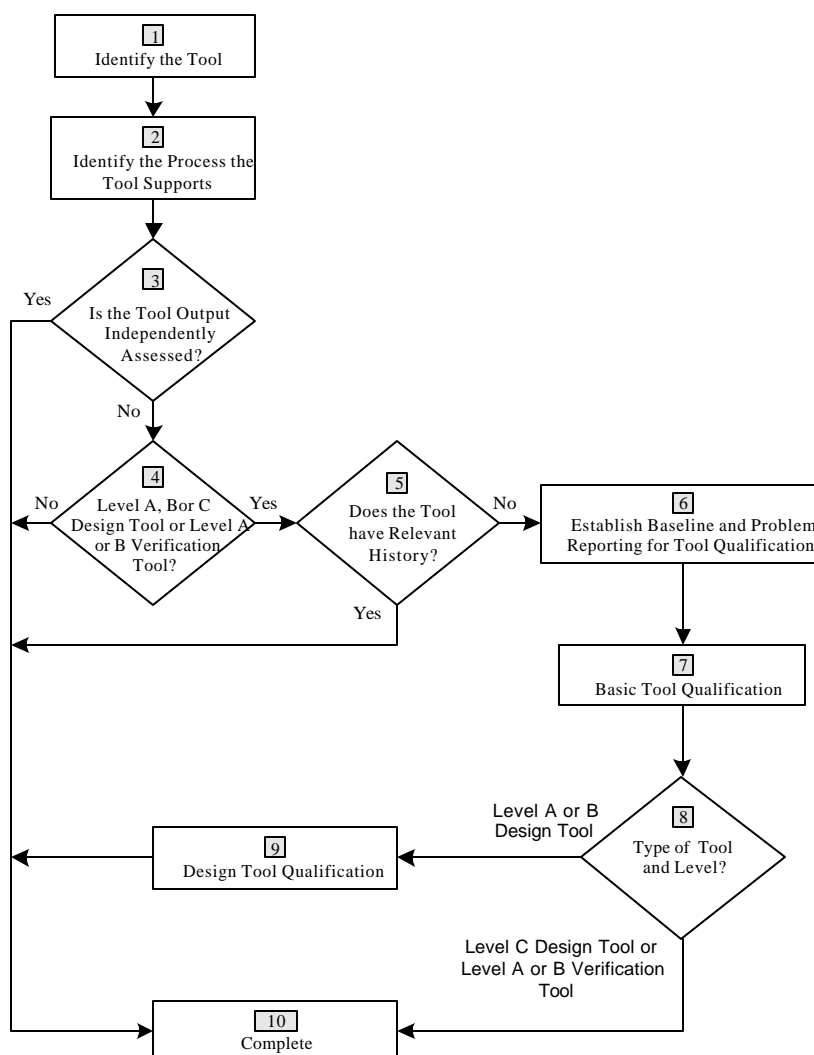 1
Identify the Tool
2
Identify the Process the
Tool Supports
3
Is the Tool Output
Independently
Assessed?
Yes
No
4
Level A, Bor C
Design Tool or Level A
or B Verification
Tool?
No
Yes
5
Does the Tool
have Relevant
History?
No
Yes
6
Establish Baseline and Problem
Reporting for Tool Qualification
7
Basic Tool Qualification
8
Type of Tool
and Level?
Level A or B
Design Tool
9
Design Tool Qualification
Level C Design Tool or
Level A or B Verification
Tool
10
Complete